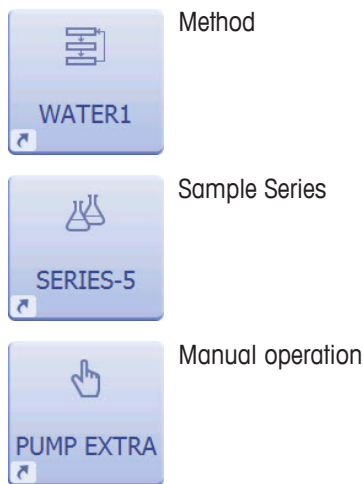 Method
WATER1
Sample Series
SERIES-5
Manual operation
PUMP EXTRA